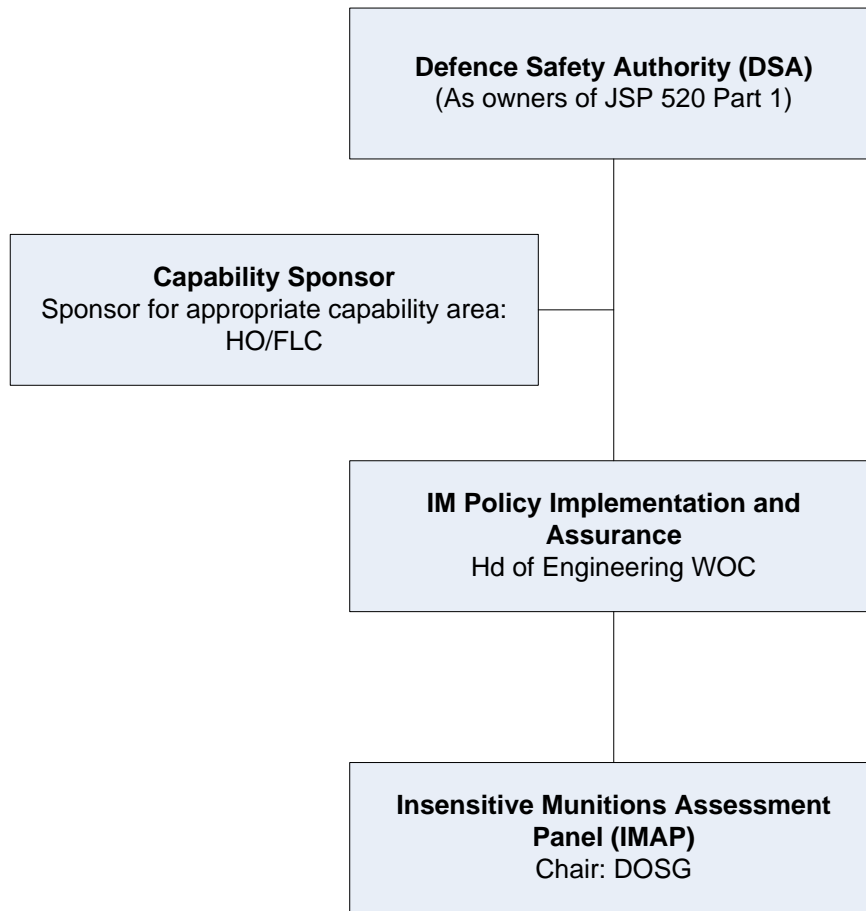 Defence Safety Authority (DSA)
(As owners of JSP 520 Part 1)
Capability Sponsor
Sponsor for appropriate capability area:
HO/FLC
IM Policy Implementation and
Assurance
Hd of Engineering WOC
Insensitive Munitions Assessment
Panel (IMAP)
Chair: DOSG